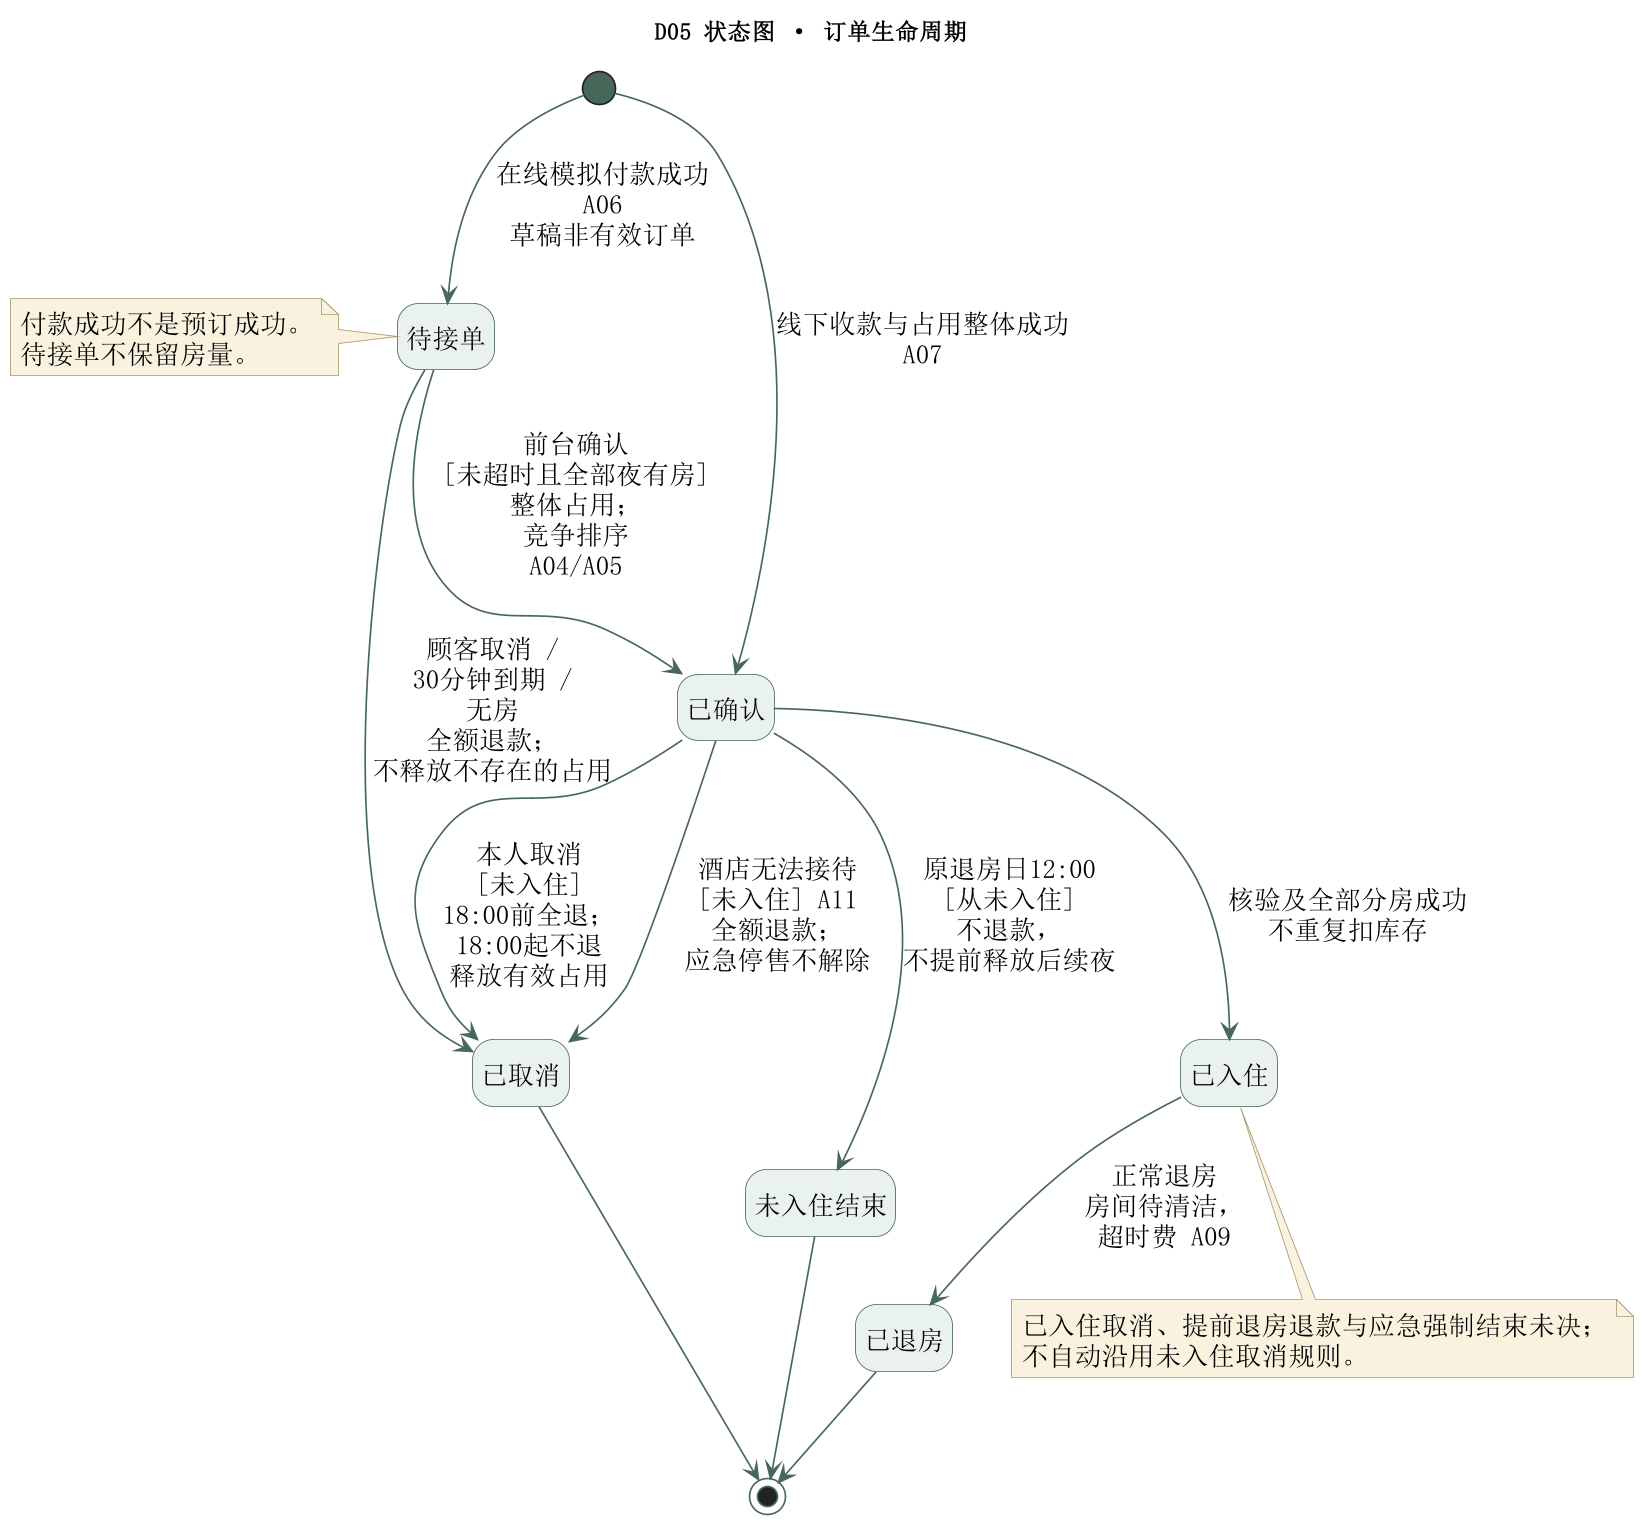 D05 状态图 • 订单生命周期
在线模拟付款成功
A06
草稿非有效订单
付款成功不是预订成功。
待接单不保留房量。
待接单
线下收款与占用整体成功
A07
前台确认
[未超时且全部夜有房]
整体占用；
竞争排序
A04/A05
顾客取消 /
30分钟到期 /
无房
全额退款；
不释放不存在的占用
已确认
本人取消
[未入住]
18:00前全退；
18:00起不退
释放有效占用
酒店无法接待
[未入住] A11
全额退款；
应急停售不解除
原退房日12:00
[从未入住]
不退款，
不提前释放后续夜
核验及全部分房成功
不重复扣库存
已取消
已入住
未入住结束
正常退房
房间待清洁，
超时费 A09
已退房
已入住取消、提前退房退款与应急强制结束未决；
不自动沿用未入住取消规则。